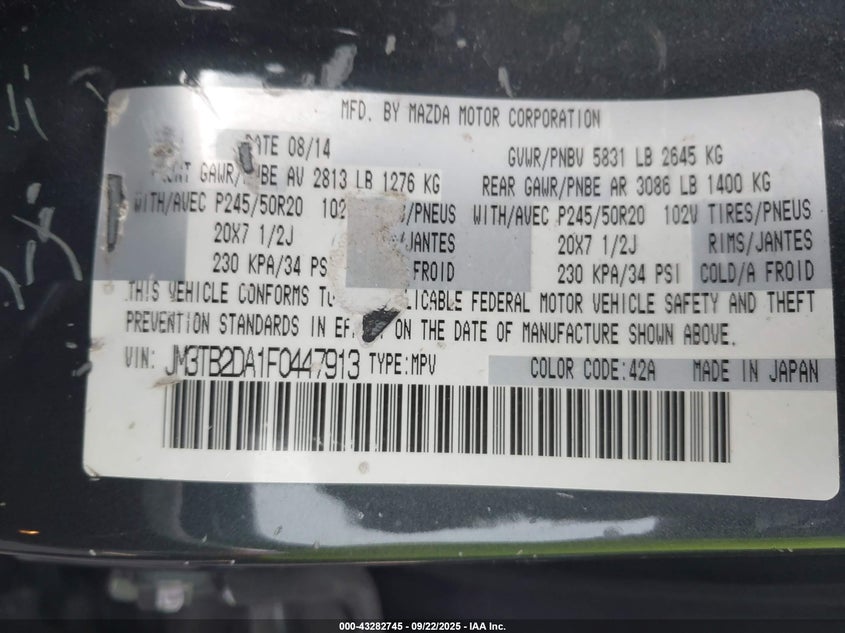 MFD. BY MAZDA MOTOR CORPORATION
DATE 08/14 GVWR/PNBV 5831 LB 2645 KG
GAWR/PNBE AV 2813 LB 1276 KG REAR GAWR/PNBE AR 3086 LB 1400 KG
WITH/AVEC P245/50R20 102 /PNEUS WITH/AVEC P245/50R20 102V TIRES/PNEUS
20X7 1/2J /JANTES 20X7 1/2J RIMS/JANTES
230 KPA/34 PSI FROID 230 KPA/34 PSI COLD/A FROID
THIS VEHICLE CONFORMS TO FEDERAL MOTOR VEHICLE SAFETY AND THEFT
PREVENTION STANDARDS IN ON THE DATE OF MANUFACTURE SHOWN ABOVE.
VIN: JM3TB2DA1F0447913 TYPE:MPV COLOR CODE:42A MADE IN JAPAN
000-43282745 - 09/22/2025 - IAA Inc.